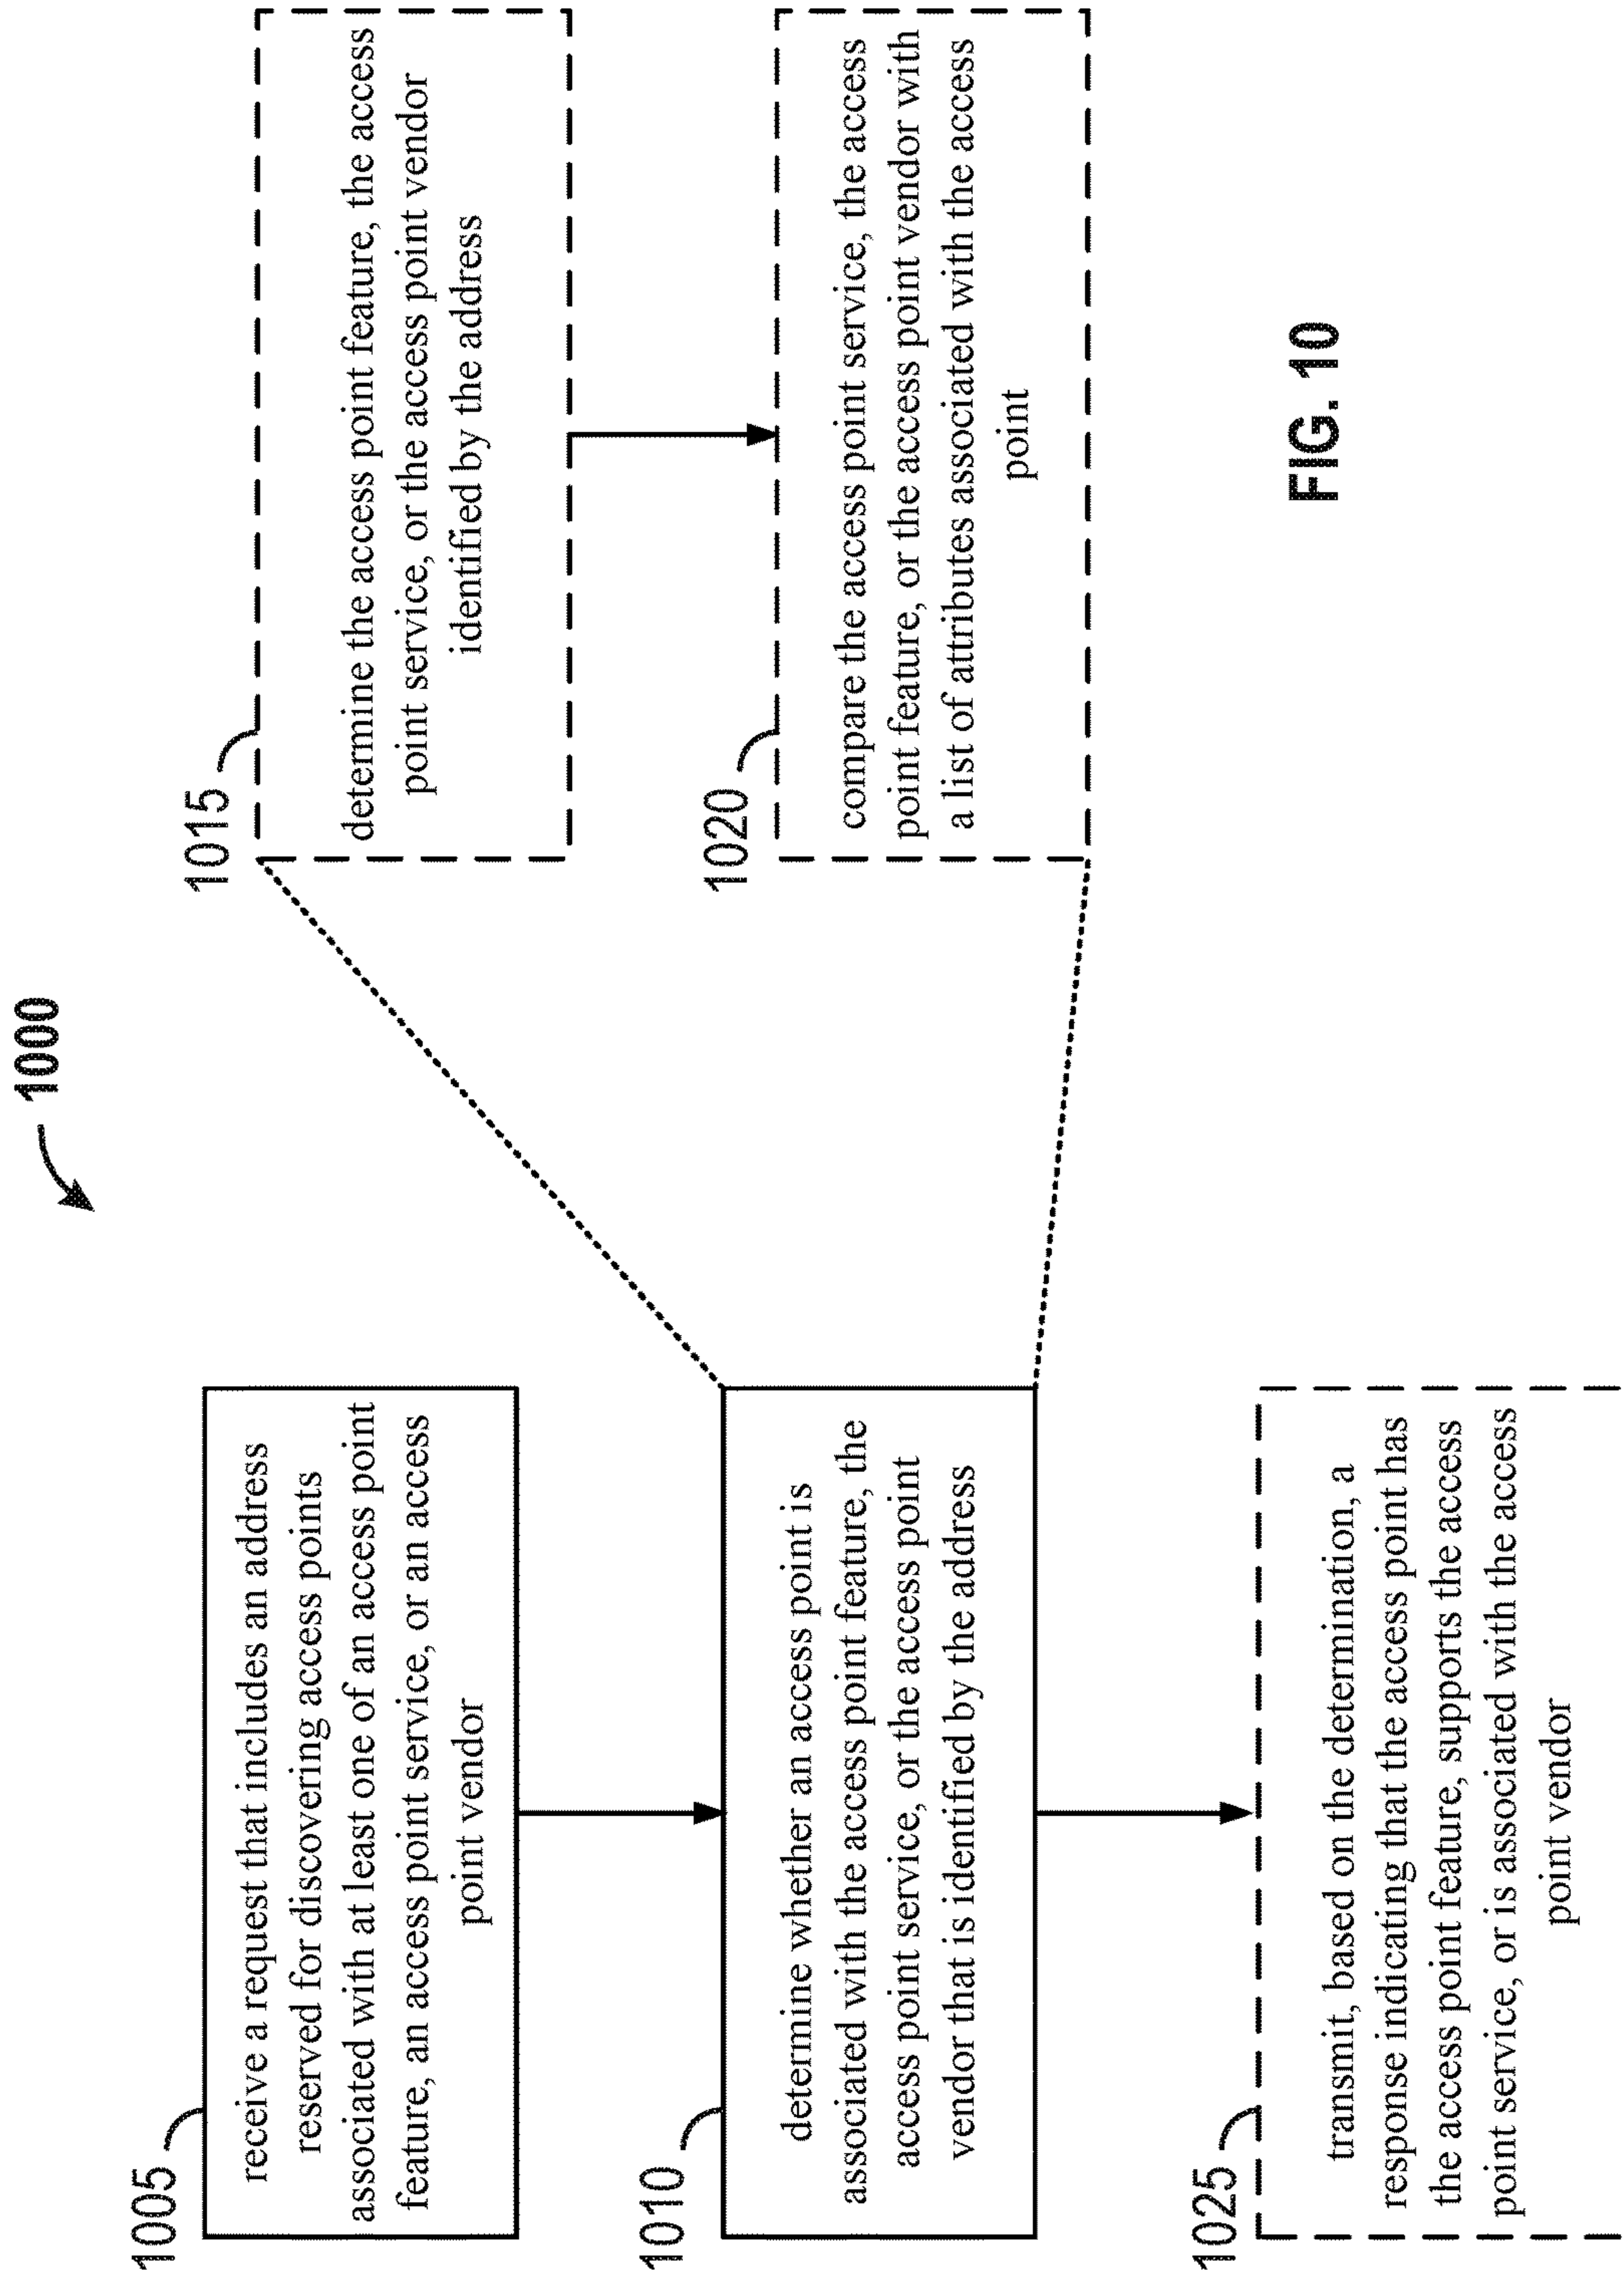 1000
1005
receive a request that includes an address
reserved for discovering access points
associated with at least one of an access point
feature, an access point service, or an access
point vendor
1010
determine whether an access point is
associated with the access point feature, the
access point service, or the access point
vendor that is identified by the address
1015
determine the access point feature, the access
point service, or the access point vendor
identified by the address
1020
compare the access point service, the access
point feature, or the access point vendor with
a list of attributes associated with the access
point
1025
transmit, based on the determination, a
response indicating that the access point has
the access point feature, supports the access
point service, or is associated with the access
point vendor
FIG. 10